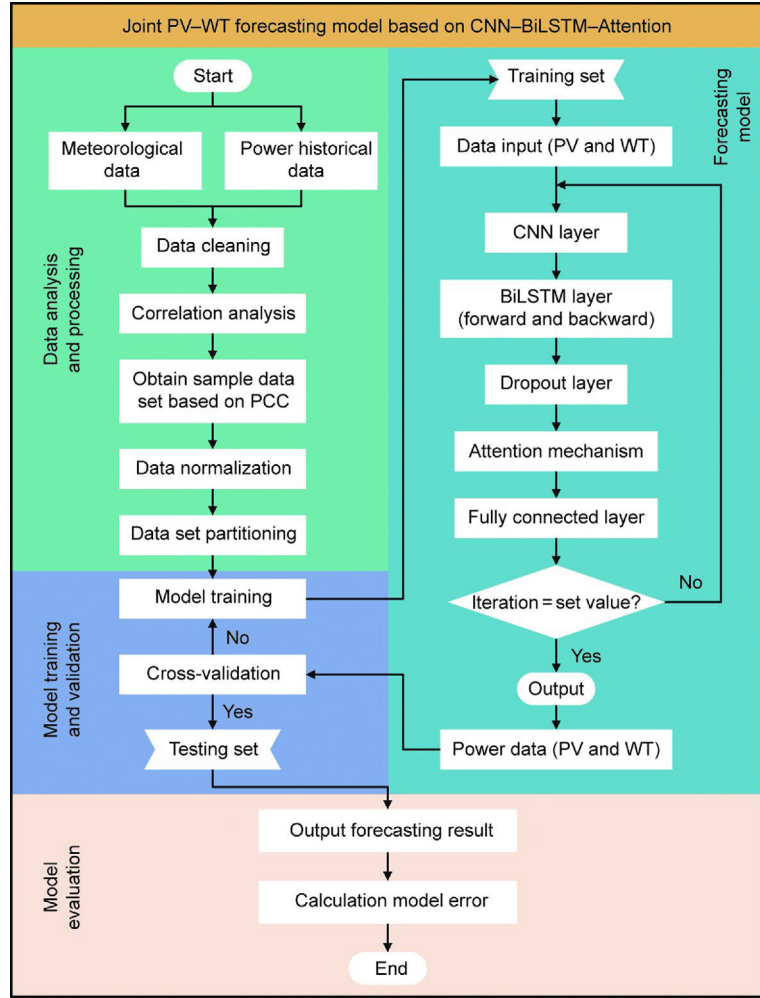 Joint PV–WT forecasting model based on CNN–BiLSTM–Attention
Data analysis
and processing
Start
Meteorological
data
Power historical
data
Data cleaning
Correlation analysis
Obtain sample data
set based on PCC
Data normalization
Data set partitioning
Model training
and validation
Model training
No
Cross-validation
Yes
Testing set
Forecasting
model
Training set
Data input (PV and WT)
CNN layer
BiLSTM layer
(forward and backward)
Dropout layer
Attention mechanism
Fully connected layer
Iteration = set value?
No
Yes
Output
Power data (PV and WT)
Model
evaluation
Output forecasting result
Calculation model error
End